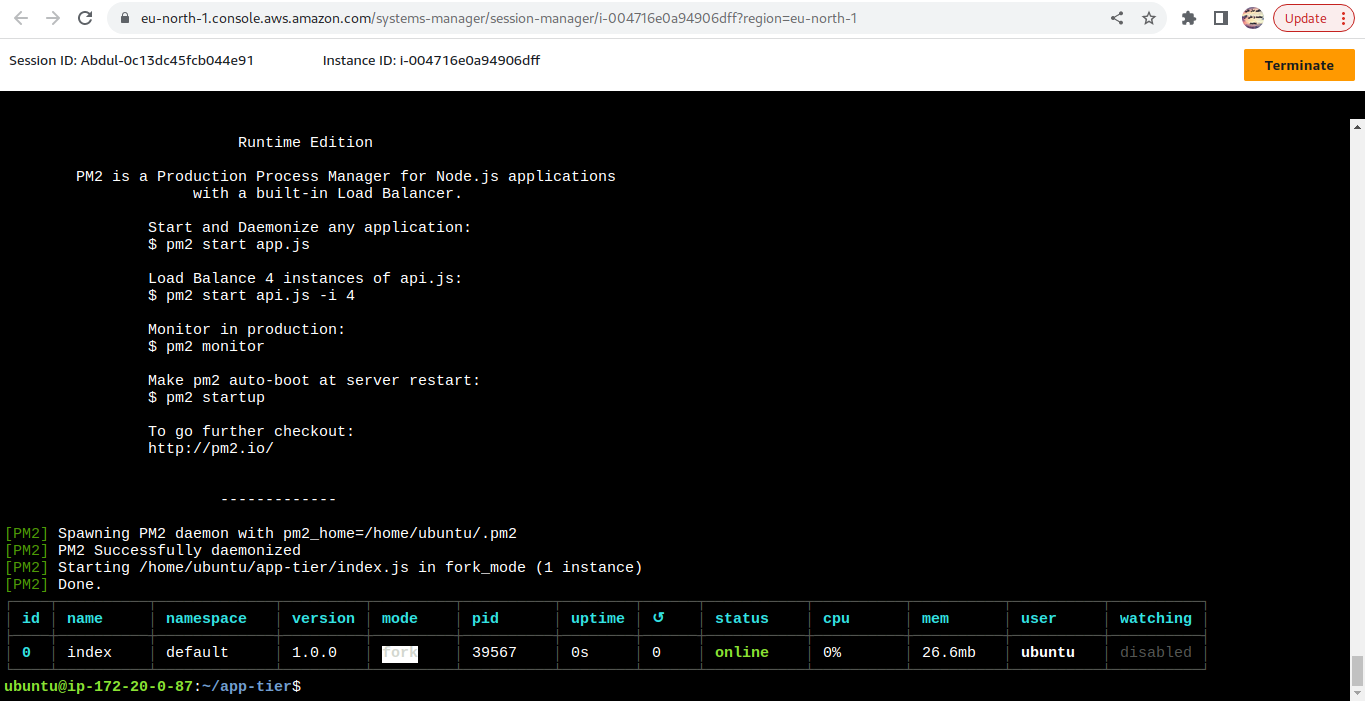 eu-north-1.console.aws.amazon.com/systems-manager/session-manager/i-004716e0a94906dff?region=eu-north-1
Update
Session ID: Abdul-0c13dc45fcb044e91 Instance ID: i-004716e0a94906dff
Terminate
Runtime Edition
PM2 is a Production Process Manager for Node.js applications
with a built-in Load Balancer.
Start and Daemonize any application:
$ pm2 start app.js
Load Balance 4 instances of api.js:
$ pm2 start api.js -i 4
Monitor in production:
$ pm2 monitor
Make pm2 auto-boot at server restart:
$ pm2 startup
To go further checkout:
http://pm2.io/
-------------
[PM2] Spawning PM2 daemon with pm2_home=/home/ubuntu/.pm2
[PM2] PM2 Successfully daemonized
[PM2] Starting /home/ubuntu/app-tier/index.js in fork_mode (1 instance)
[PM2] Done.
id name namespace version mode pid uptime ↺ status cpu mem user watching
0 index default 1.0.0 fork 39567 0s 0 online 0% 26.6mb ubuntu disabled
ubuntu@ip-172-20-0-87:~/app-tier$